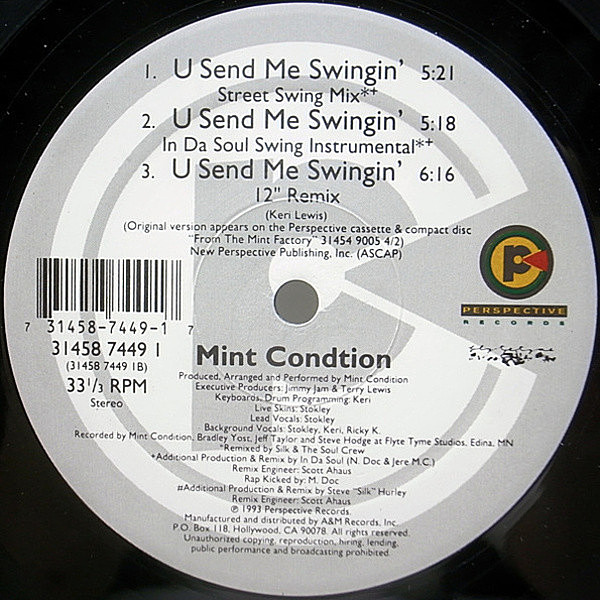 1. U Send Me Swingin' 5:21
Street Swing Mix*+
2. U Send Me Swingin' 5:18
In Da Soul Swing Instrumental*+
3. U Send Me Swingin' 6:16
12" Remix
(Keri Lewis)
(Original version appears on the Perspective cassette & compact disc
"From The Mint Factory" 31454 9005 4/2)
New Perspective Publishing, Inc. (ASCAP)
P
PERSPECTIVE
RECORDS
7 31458-7449-1 7
31458 7449 1
(31458 7449 1B)
33 1/3 RPM
Stereo
Mint Condtion
Produced, Arranged and Performed by Mint Condition
Executive Producers: Jimmy Jam & Terry Lewis
Keyboards, Drum Programming: Keri
Live Skins: Stokley
Lead Vocals: Stokley
Background Vocals: Stokley, Keri, Ricky K.
Recorded by Mint Condition, Bradley Yost, Jeff Taylor and Steve Hodge at Flyte Tyme Studios, Edina, MN
*Remixed by Silk & The Soul Crew
+Additional Production & Remix by In Da Soul (N. Doc & Jere M.C.)
Remix Engineer: Scott Ahaus
Rap Kicked by: M. Doc
#Additional Production & Remix by Steve "Silk" Hurley
Remix Engineer: Scott Ahaus
℗ 1993 Perspective Records.
Manufactured and distributed by A&M Records, Inc.
P.O. Box 118, Hollywood, CA 90078. All rights reserved.
Unauthorized copying, reproduction, hiring, lending,
public performance and broadcasting prohibited.